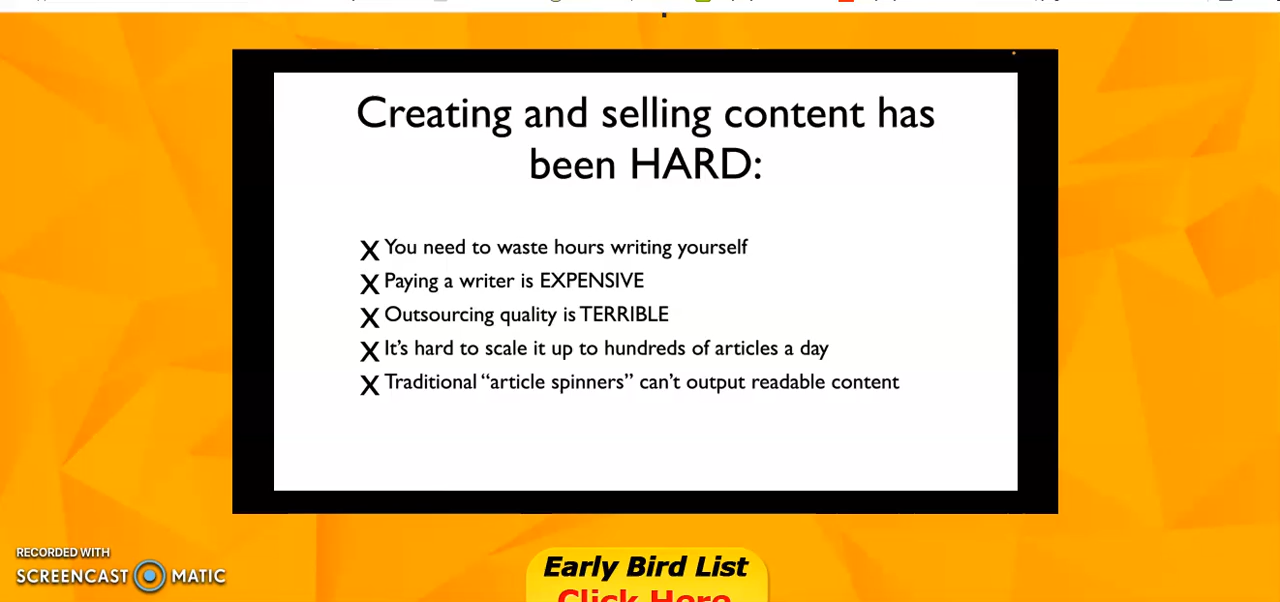 Creating and selling content has
been HARD:
X You need to waste hours writing yourself
X Paying a writer is EXPENSIVE
X Outsourcing quality is TERRIBLE
X It's hard to scale it up to hundreds of articles a day
X Traditional “article spinners” can't output readable content
RECORDED WITH
SCREENCAST MATIC
Early Bird List
Click Here